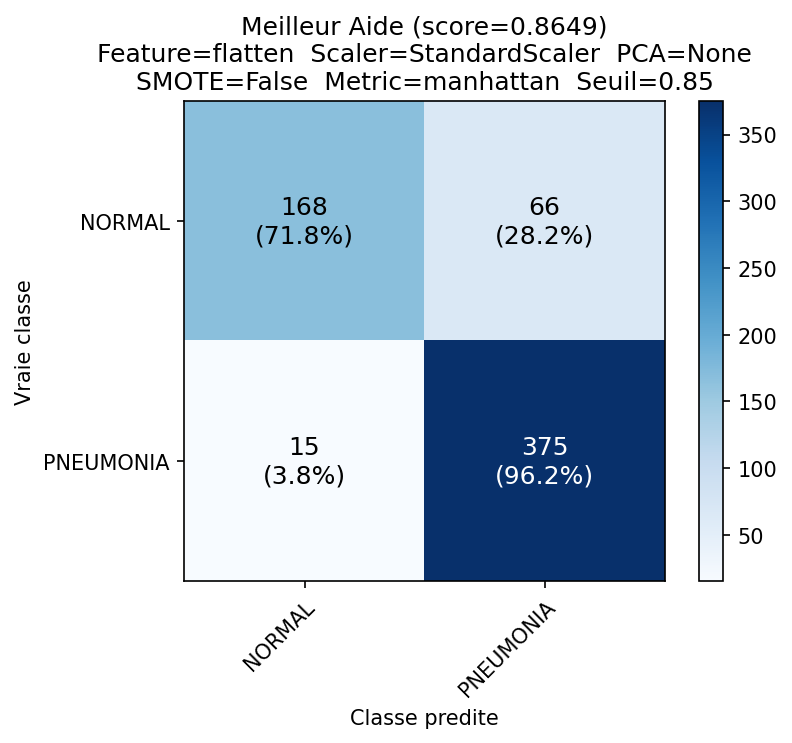 Meilleur Aide (score=0.8649)
Feature=flatten  Scaler=StandardScaler  PCA=None
SMOTE=False  Metric=manhattan  Seuil=0.85
NORMAL
PNEUMONIA
Vraie classe
168
(71.8%)
66
(28.2%)
15
(3.8%)
375
(96.2%)
350
300
250
200
150
100
50
NORMAL
PNEUMONIA
Classe predite